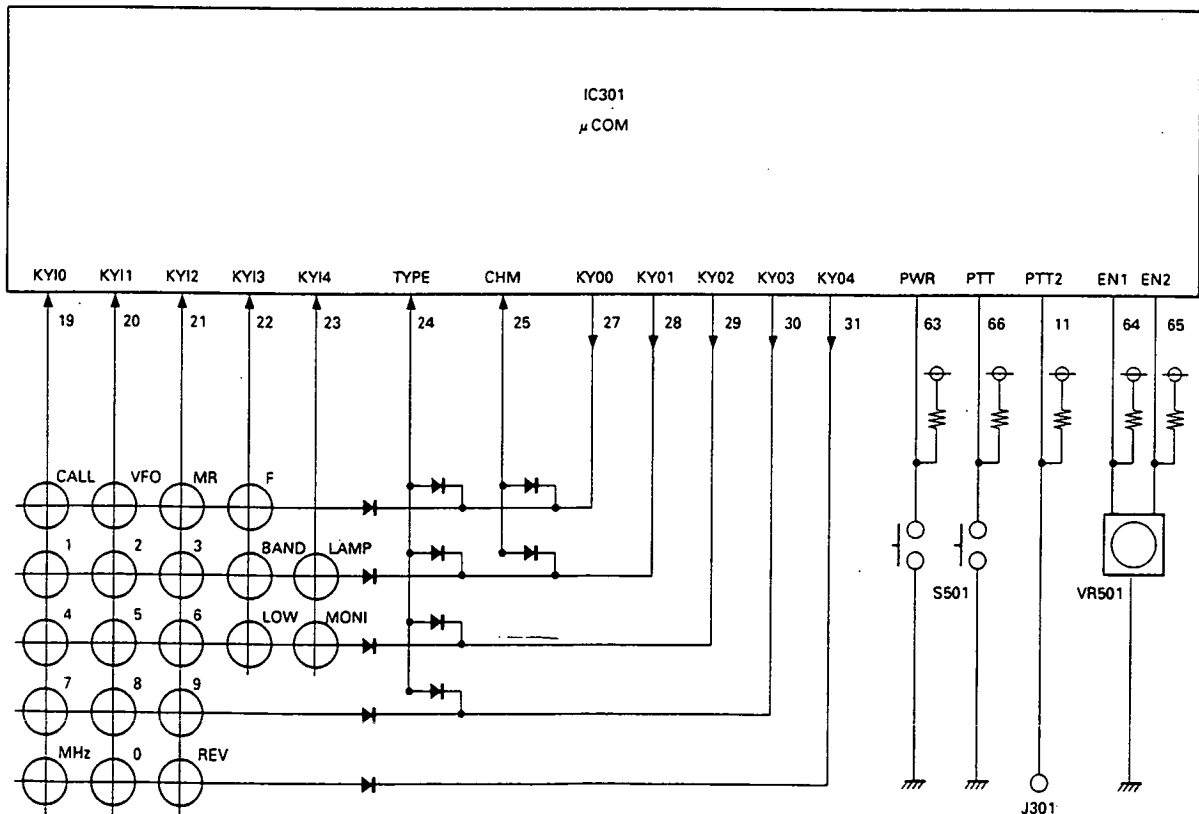 IC301
μ COM
KYI0 KYI1 KYI2 KYI3 KYI4 TYPE CHM KY00 KY01 KY02 KY03 KY04 PWR PTT PTT2 EN1 EN2
19 20 21 22 23 24 25 27 28 29 30 31 63 66 11 64 65
CALL VFO MR F
1 2 3 BAND LAMP
S501 VR501
4 5 6 LOW MONI
7 8 9
MHz 0 REV
J301